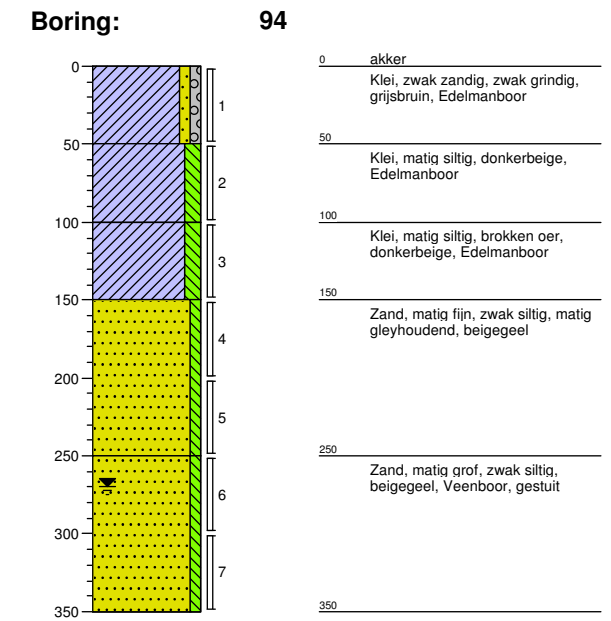 Boring: 94
0
50
100
150
200
250
300
350
1
2
3
4
5
6
7
0 akker
Klei, zwak zandig, zwak grindig,
grijsbruin, Edelmanboor
50
Klei, matig siltig, donkerbeige,
Edelmanboor
100
Klei, matig siltig, brokken oer,
donkerbeige, Edelmanboor
150
Zand, matig fijn, zwak siltig, matig
gleyhoudend, beigegeel
250
Zand, matig grof, zwak siltig,
beigegeel, Veenboor, gestuit
350